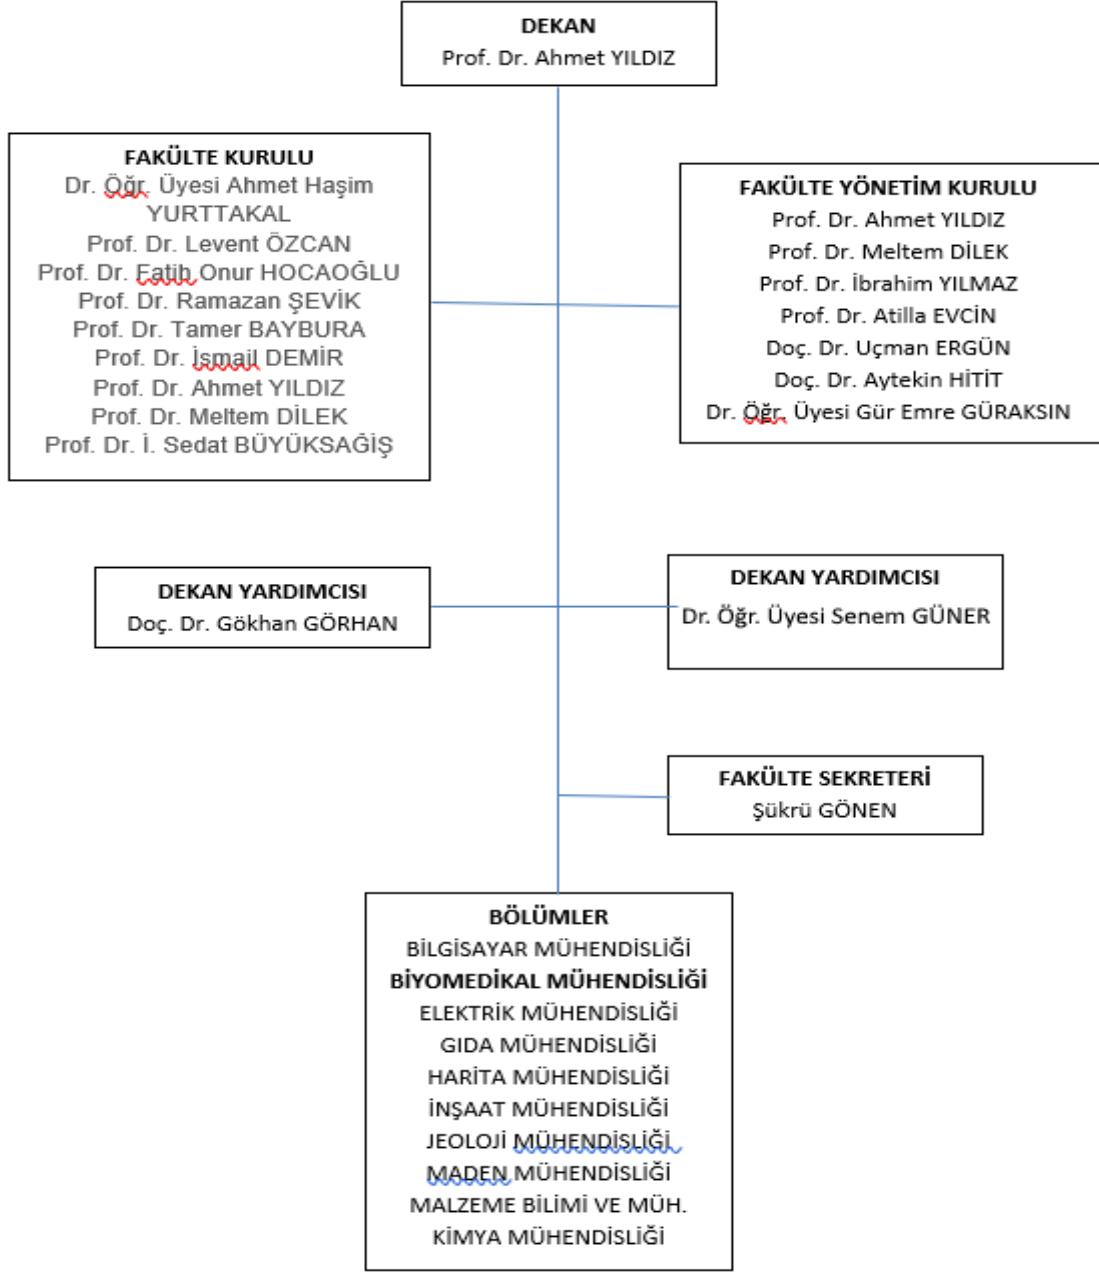 DEKAN
Prof. Dr. Ahmet YILDIZ
FAKÜLTE KURULU
Dr. Öğr. Üyesi Ahmet Haşim
YURTTAKAL
Prof. Dr. Levent ÖZCAN
Prof. Dr. Fatih Onur HOCAOĞLU
Prof. Dr. Ramazan ŞEVİK
Prof. Dr. Tamer BAYBURA
Prof. Dr. İsmail DEMİR
Prof. Dr. Ahmet YILDIZ
Prof. Dr. Meltem DİLEK
Prof. Dr. İ. Sedat BÜYÜKSAĞİŞ
FAKÜLTE YÖNETİM KURULU
Prof. Dr. Ahmet YILDIZ
Prof. Dr. Meltem DİLEK
Prof. Dr. İbrahim YILMAZ
Prof. Dr. Atilla EVCİN
Doç. Dr. Uçman ERGÜN
Doç. Dr. Aytekin HİTİT
Dr. Öğr. Üyesi Gür Emre GÜRAKSIN
DEKAN YARDIMCISI
Doç. Dr. Gökhan GÖRHAN
DEKAN YARDIMCISI
Dr. Öğr. Üyesi Senem GÜNER
FAKÜLTE SEKRETERİ
Şükrü GÖNEN
BÖLÜMLER
BİLGİSAYAR MÜHENDİSLİĞİ
BİYOMEDİKAL MÜHENDİSLİĞİ
ELEKTRİK MÜHENDİSLİĞİ
GIDA MÜHENDİSLİĞİ
HARİTA MÜHENDİSLİĞİ
İNŞAAT MÜHENDİSLİĞİ
JEOLOJİ MÜHENDİSLİĞİ
MADEN MÜHENDİSLİĞİ
MALZEME BİLİMİ VE MÜH.
KİMYA MÜHENDİSLİĞİ